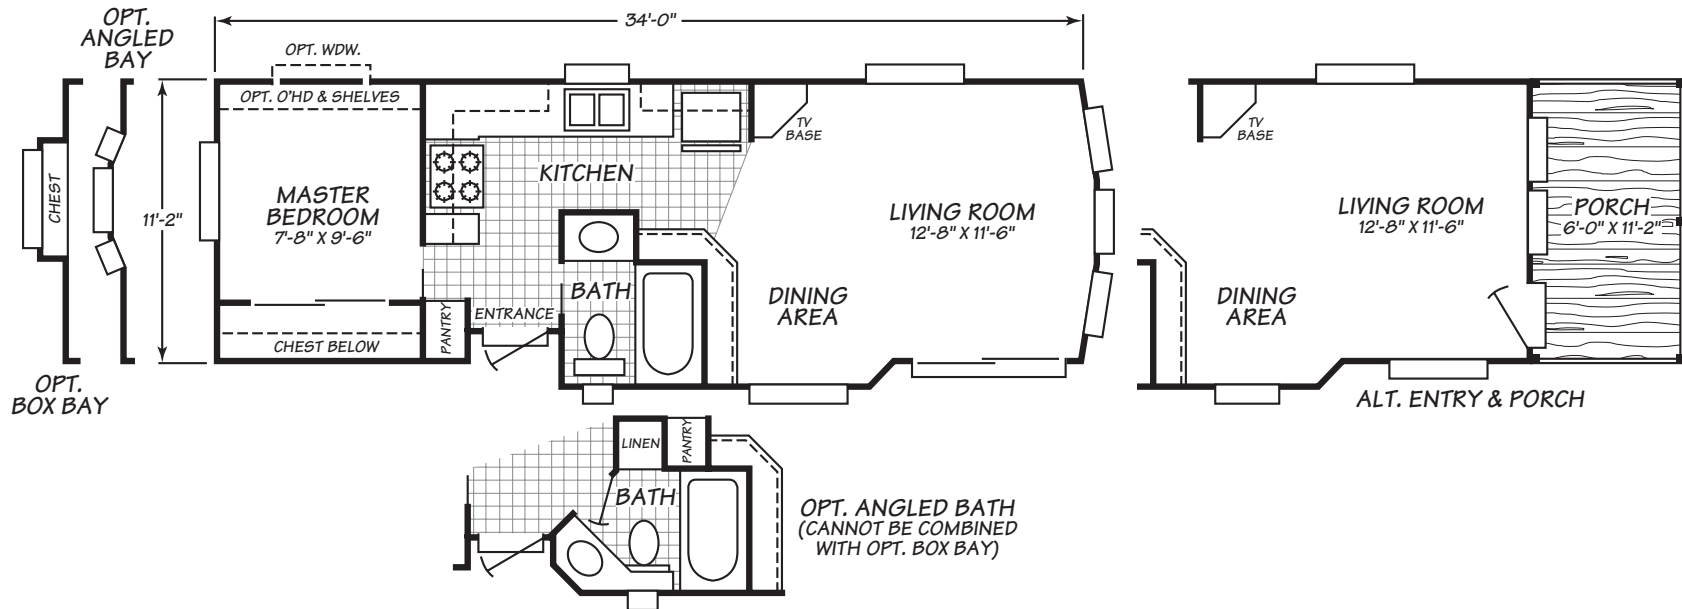 OPT.
ANGLED
BAY
34'-0"
OPT. WDW.
OPT. O'HD & SHELVES
CHEST
11'-2"
MASTER
BEDROOM
7'-8" X 9'-6"
CHEST BELOW
PANTRY
ENTRANCE
KITCHEN
BATH
TV
BASE
LIVING ROOM
12'-8" X 11'-6"
DINING
AREA
OPT.
BOX BAY
TV
BASE
LIVING ROOM
12'-8" X 11'-6"
PORCH
6'-0" X 11'-2"
DINING
AREA
ALT. ENTRY & PORCH
LINEN
PANTRY
BATH
OPT. ANGLED BATH
(CANNOT BE COMBINED
WITH OPT. BOX BAY)